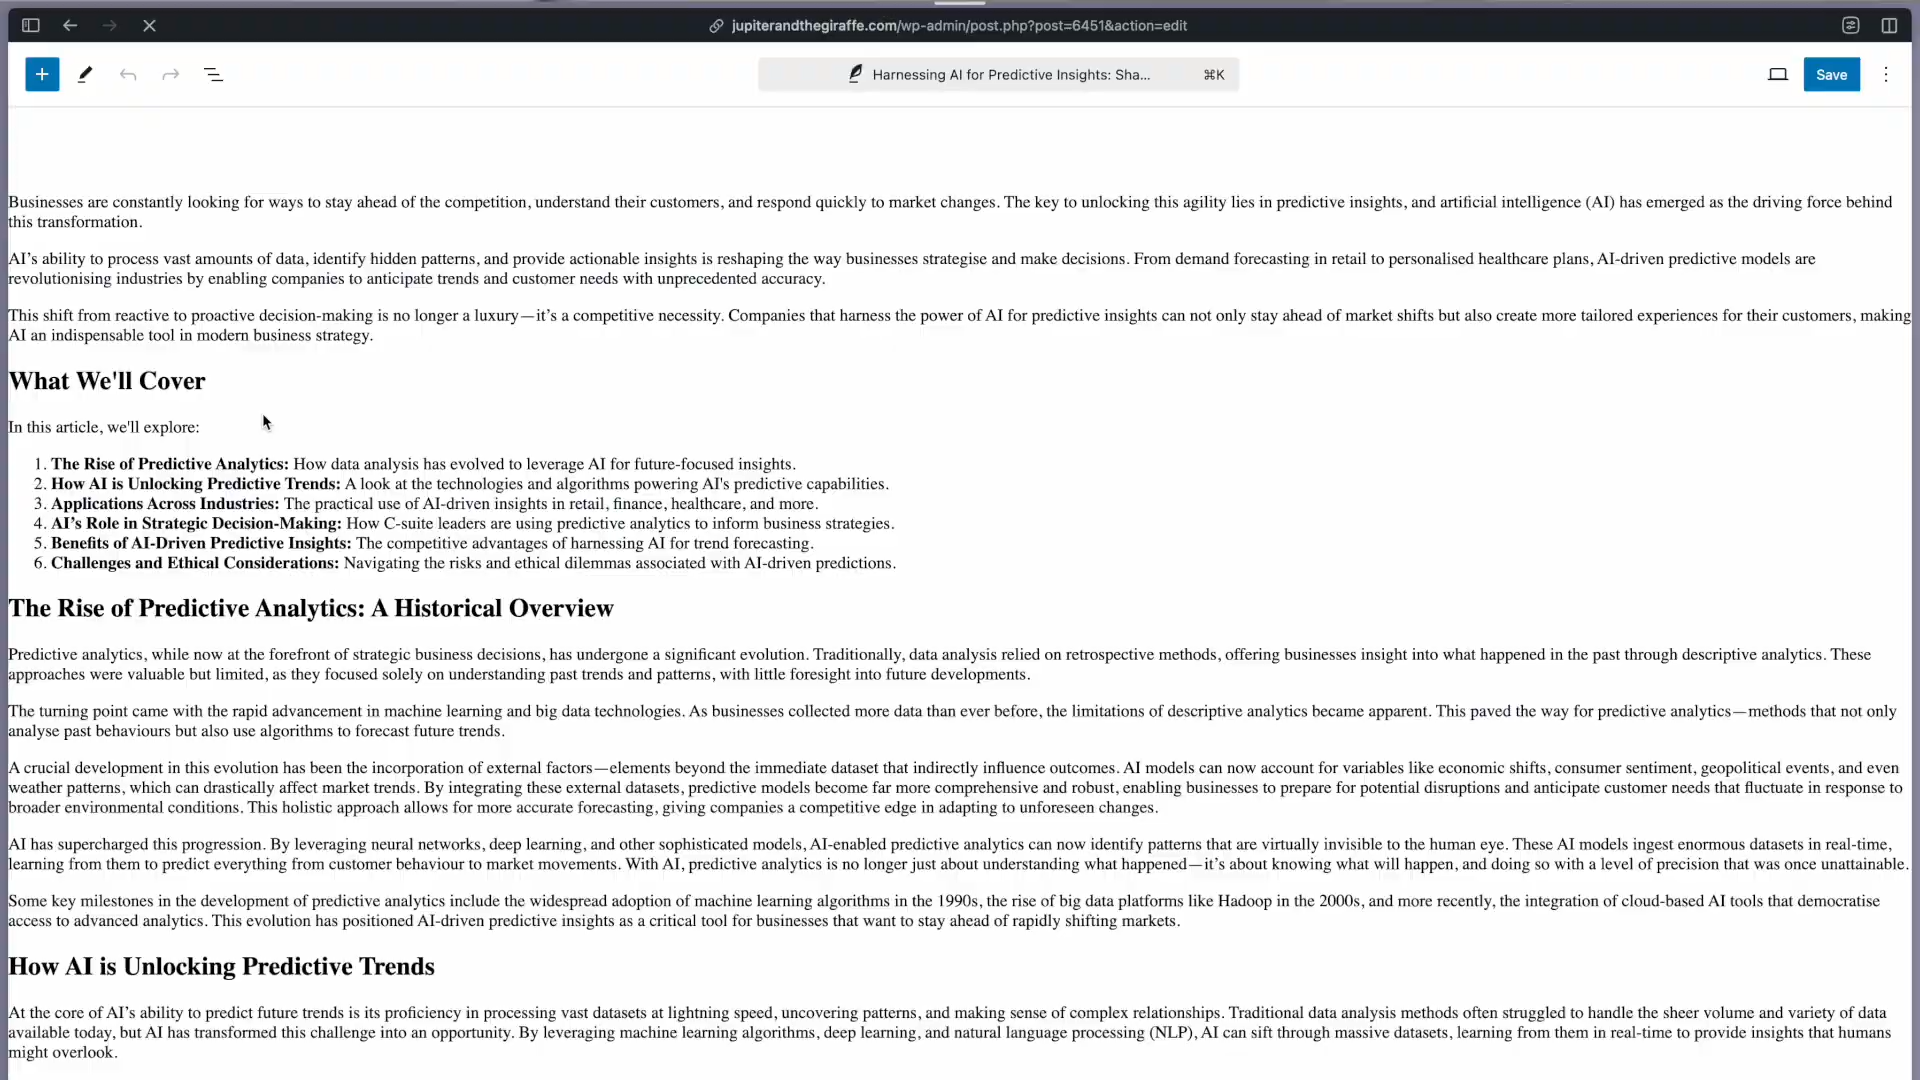 jupiterandthegiraffe.com/wp-admin/post.php?post=6451&action=edit
Harnessing AI for Predictive Insights: Sha... ⌘K
Save
Businesses are constantly looking for ways to stay ahead of the competition, understand their customers, and respond quickly to market changes. The key to unlocking this agility lies in predictive insights, and artificial intelligence (AI) has emerged as the driving force behind
this transformation.
AI’s ability to process vast amounts of data, identify hidden patterns, and provide actionable insights is reshaping the way businesses strategise and make decisions. From demand forecasting in retail to personalised healthcare plans, AI-driven predictive models are
revolutionising industries by enabling companies to anticipate trends and customer needs with unprecedented accuracy.
This shift from reactive to proactive decision-making is no longer a luxury—it’s a competitive necessity. Companies that harness the power of AI for predictive insights can not only stay ahead of market shifts but also create more tailored experiences for their customers, making
AI an indispensable tool in modern business strategy.
What We'll Cover
In this article, we'll explore:
1. The Rise of Predictive Analytics: How data analysis has evolved to leverage AI for future-focused insights.
2. How AI is Unlocking Predictive Trends: A look at the technologies and algorithms powering AI's predictive capabilities.
3. Applications Across Industries: The practical use of AI-driven insights in retail, finance, healthcare, and more.
4. AI’s Role in Strategic Decision-Making: How C-suite leaders are using predictive analytics to inform business strategies.
5. Benefits of AI-Driven Predictive Insights: The competitive advantages of harnessing AI for trend forecasting.
6. Challenges and Ethical Considerations: Navigating the risks and ethical dilemmas associated with AI-driven predictions.
The Rise of Predictive Analytics: A Historical Overview
Predictive analytics, while now at the forefront of strategic business decisions, has undergone a significant evolution. Traditionally, data analysis relied on retrospective methods, offering businesses insight into what happened in the past through descriptive analytics. These
approaches were valuable but limited, as they focused solely on understanding past trends and patterns, with little foresight into future developments.
The turning point came with the rapid advancement in machine learning and big data technologies. As businesses collected more data than ever before, the limitations of descriptive analytics became apparent. This paved the way for predictive analytics—methods that not only
analyse past behaviours but also use algorithms to forecast future trends.
A crucial development in this evolution has been the incorporation of external factors—elements beyond the immediate dataset that indirectly influence outcomes. AI models can now account for variables like economic shifts, consumer sentiment, geopolitical events, and even
weather patterns, which can drastically affect market trends. By integrating these external datasets, predictive models become far more comprehensive and robust, enabling businesses to prepare for potential disruptions and anticipate customer needs that fluctuate in response to
broader environmental conditions. This holistic approach allows for more accurate forecasting, giving companies a competitive edge in adapting to unforeseen changes.
AI has supercharged this progression. By leveraging neural networks, deep learning, and other sophisticated models, AI-enabled predictive analytics can now identify patterns that are virtually invisible to the human eye. These AI models ingest enormous datasets in real-time,
learning from them to predict everything from customer behaviour to market movements. With AI, predictive analytics is no longer just about understanding what happened—it’s about knowing what will happen, and doing so with a level of precision that was once unattainable.
Some key milestones in the development of predictive analytics include the widespread adoption of machine learning algorithms in the 1990s, the rise of big data platforms like Hadoop in the 2000s, and more recently, the integration of cloud-based AI tools that democratise
access to advanced analytics. This evolution has positioned AI-driven predictive insights as a critical tool for businesses that want to stay ahead of rapidly shifting markets.
How AI is Unlocking Predictive Trends
At the core of AI’s ability to predict future trends is its proficiency in processing vast datasets at lightning speed, uncovering patterns, and making sense of complex relationships. Traditional data analysis methods often struggled to handle the sheer volume and variety of data
available today, but AI has transformed this challenge into an opportunity. By leveraging machine learning algorithms, deep learning, and natural language processing (NLP), AI can sift through massive datasets, learning from them in real-time to provide insights that humans
might overlook.